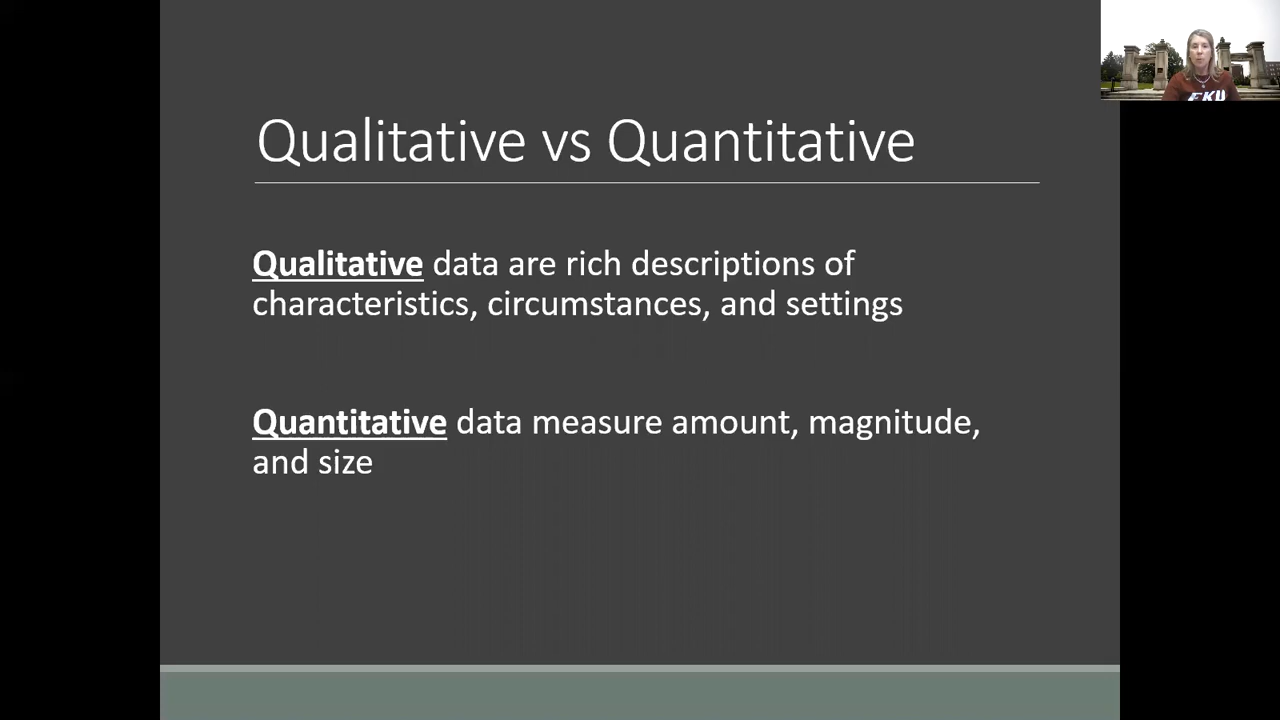 Qualitative vs Quantitative
Qualitative data are rich descriptions of
characteristics, circumstances, and settings
Quantitative data measure amount, magnitude,
and size
EKU